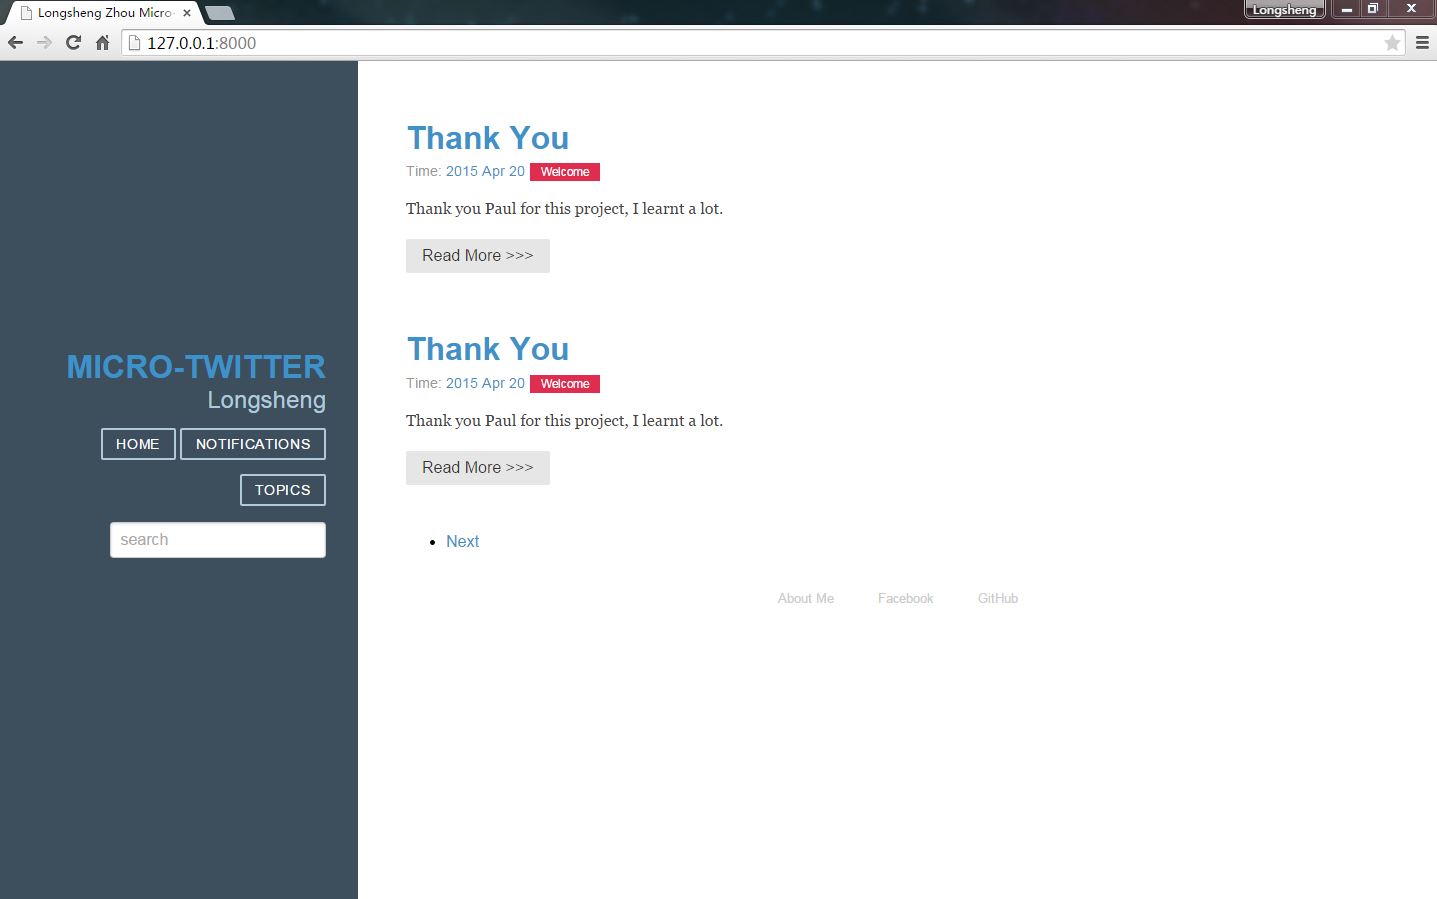 Longsheng Zhou Micro-
Longsheng
127.0.0.1:8000
MICRO-TWITTER
Longsheng
HOME
NOTIFICATIONS
TOPICS
search
Thank You
Time: 2015 Apr 20 Welcome
Thank you Paul for this project, I learnt a lot.
Read More >>>
Thank You
Time: 2015 Apr 20 Welcome
Thank you Paul for this project, I learnt a lot.
Read More >>>
Next
About Me Facebook GitHub